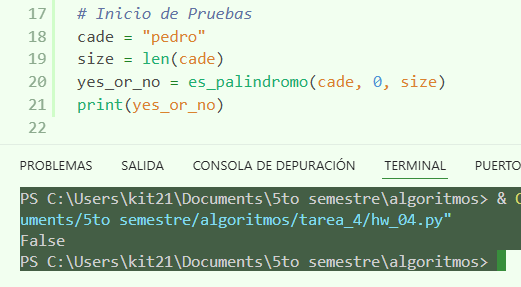 17 # Inicio de Pruebas
18 cade = "pedro"
19 size = len(cade)
20 yes_or_no = es_palindromo(cade, 0, size)
21 print(yes_or_no)
22
PROBLEMAS SALIDA CONSOLA DE DEPURACIÓN TERMINAL PUERTO
PS C:\Users\kit21\Documents\5to semestre\algoritmos> & C
uments/5to semestre/algoritmos/tarea_4/hw_04.py"
False
PS C:\Users\kit21\Documents\5to semestre\algoritmos>